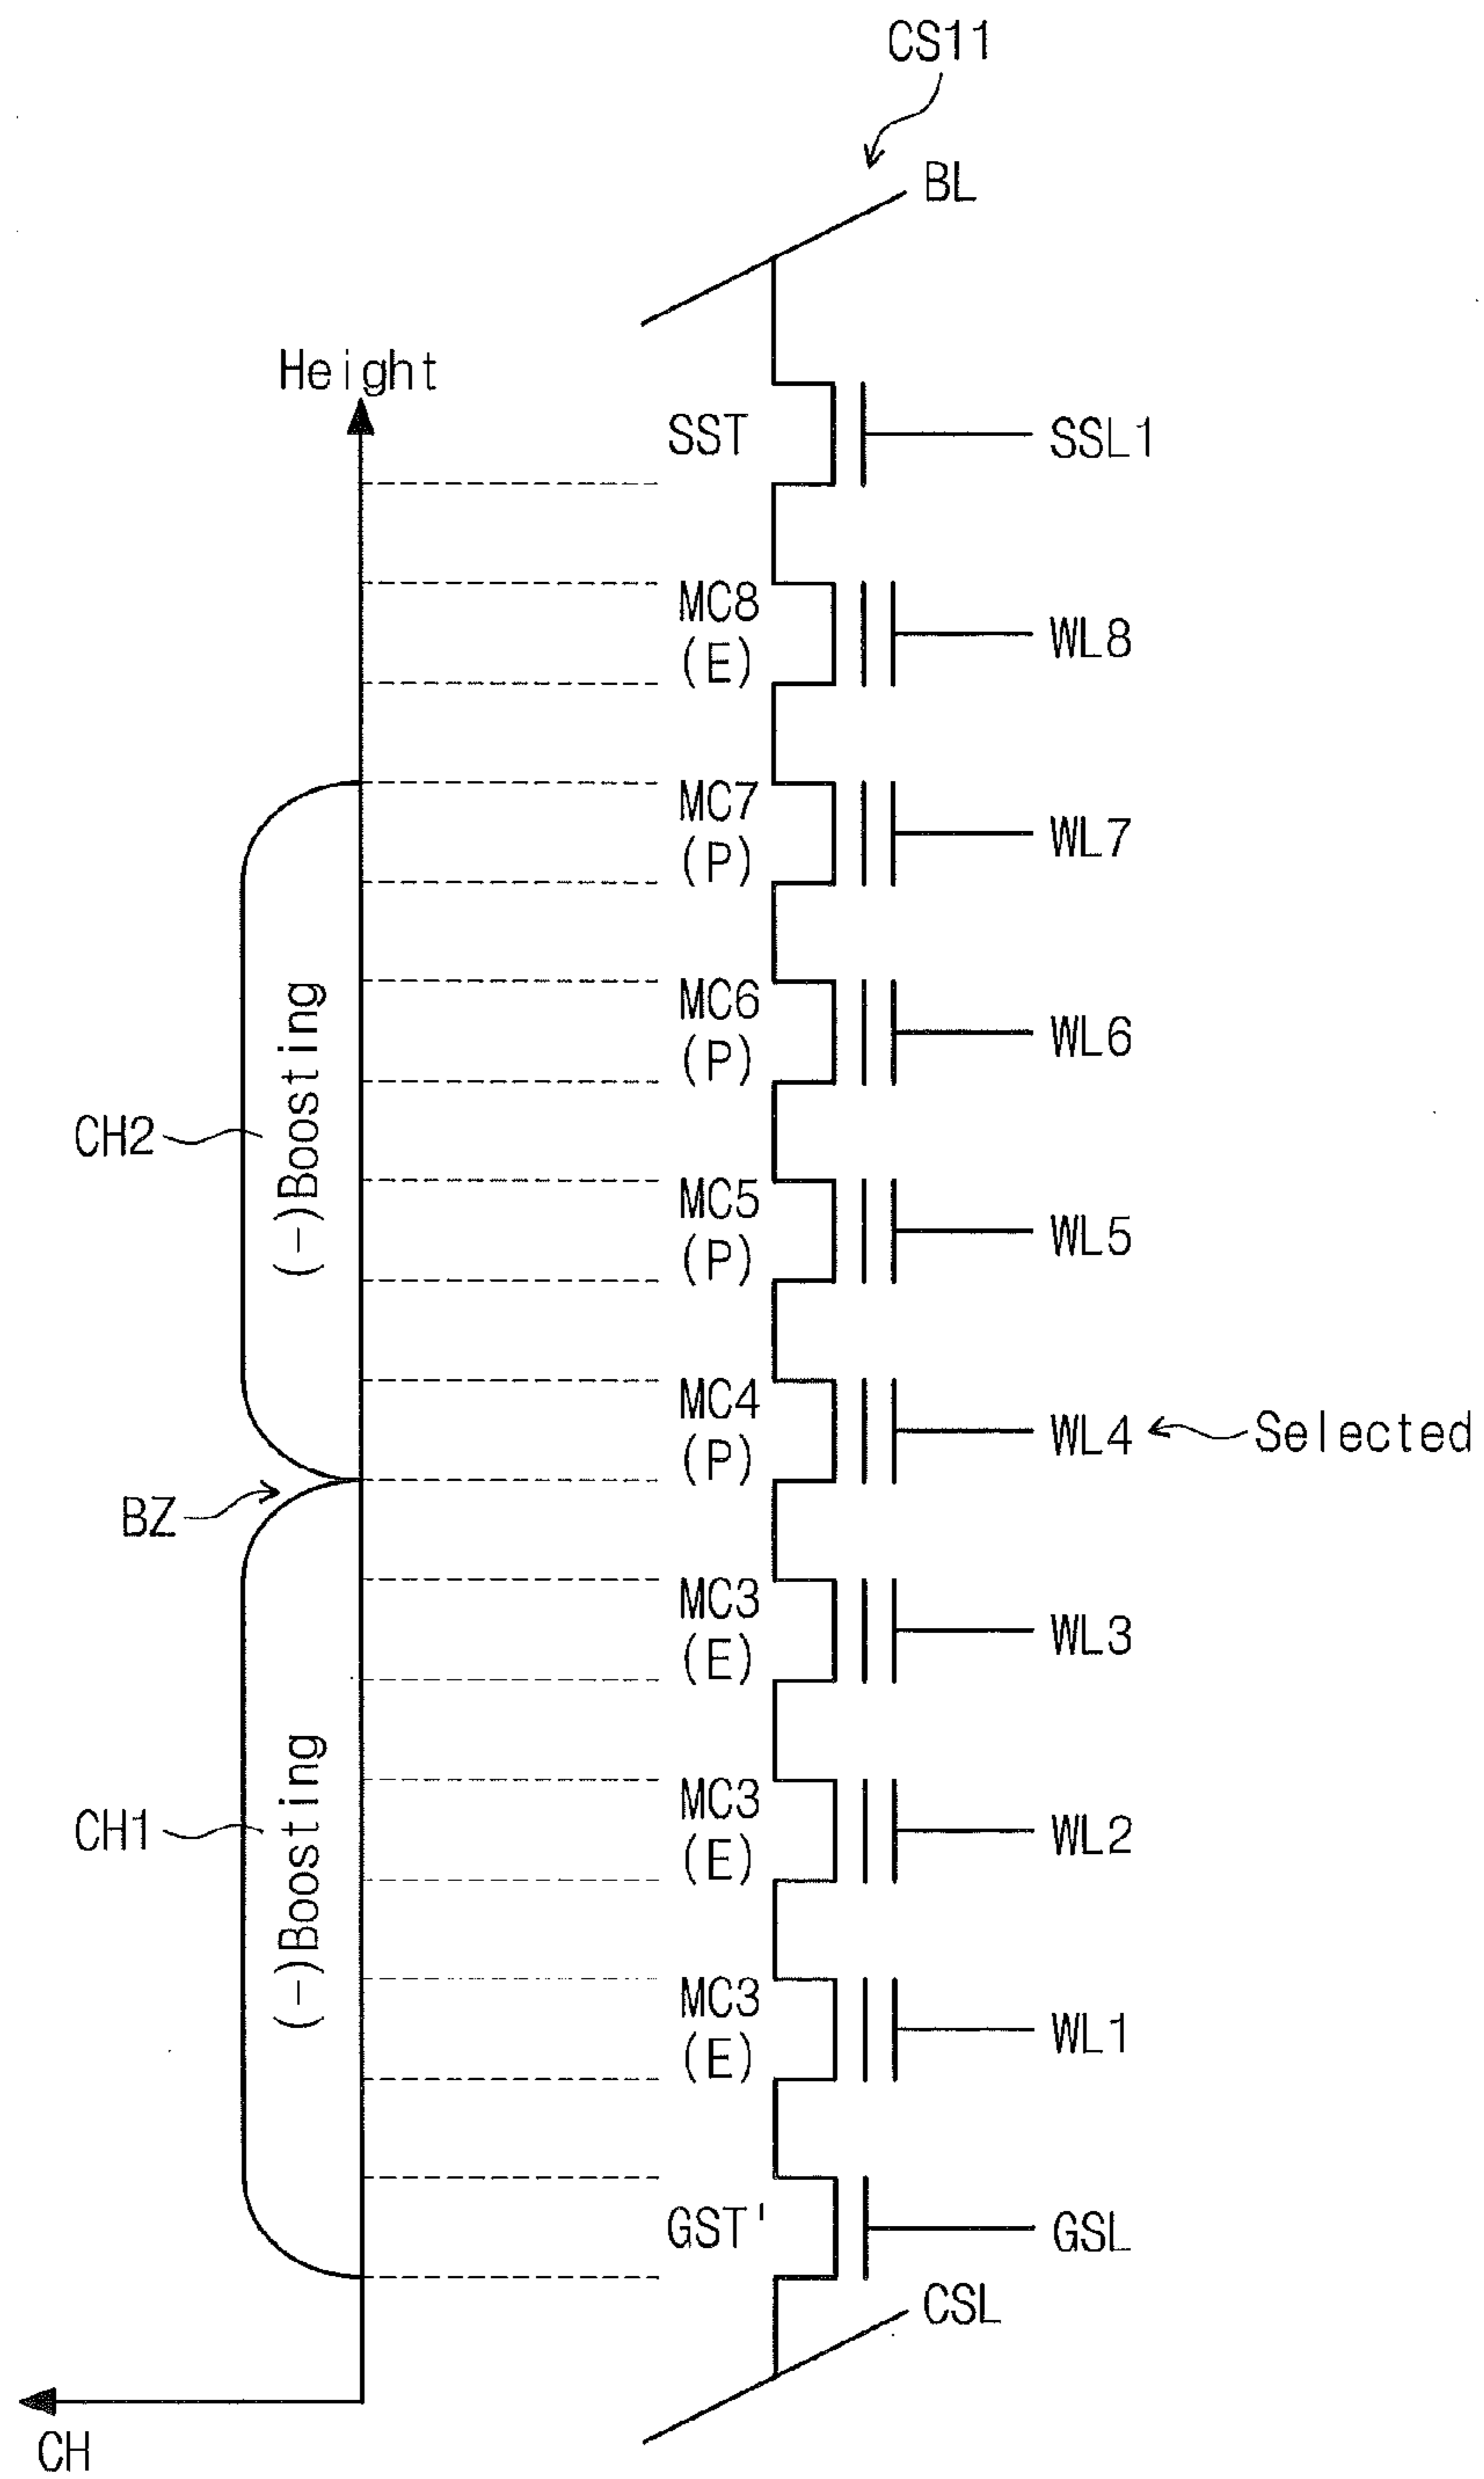 CS11
BL
Height
SST
SSL1
MC8
(E)
WL8
MC7
(P)
WL7
MC6
(P)
WL6
CH2
(-)Boosting
MC5
(P)
WL5
MC4
(P)
WL4
Selected
BZ
MC3
(E)
WL3
CH1
(-)Boosting
MC3
(E)
WL2
MC3
(E)
WL1
GST'
GSL
CSL
CH